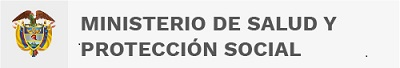 MINISTERIO DE SALUD Y
PROTECCIÓN SOCIAL